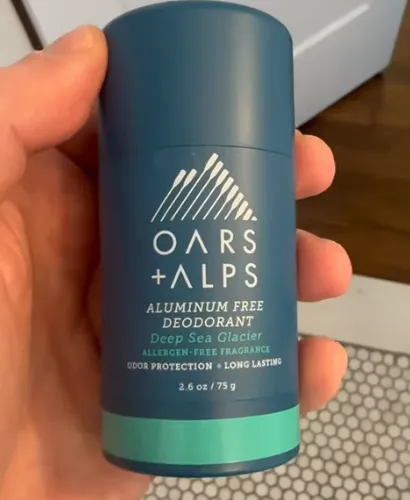 OARS
+ALPS
ALUMINUM FREE
DEODORANT
Deep Sea Glacier
ALLERGEN-FREE FRAGRANCE
ODOR PROTECTION + LONG LASTING
2.6 oz / 75 g